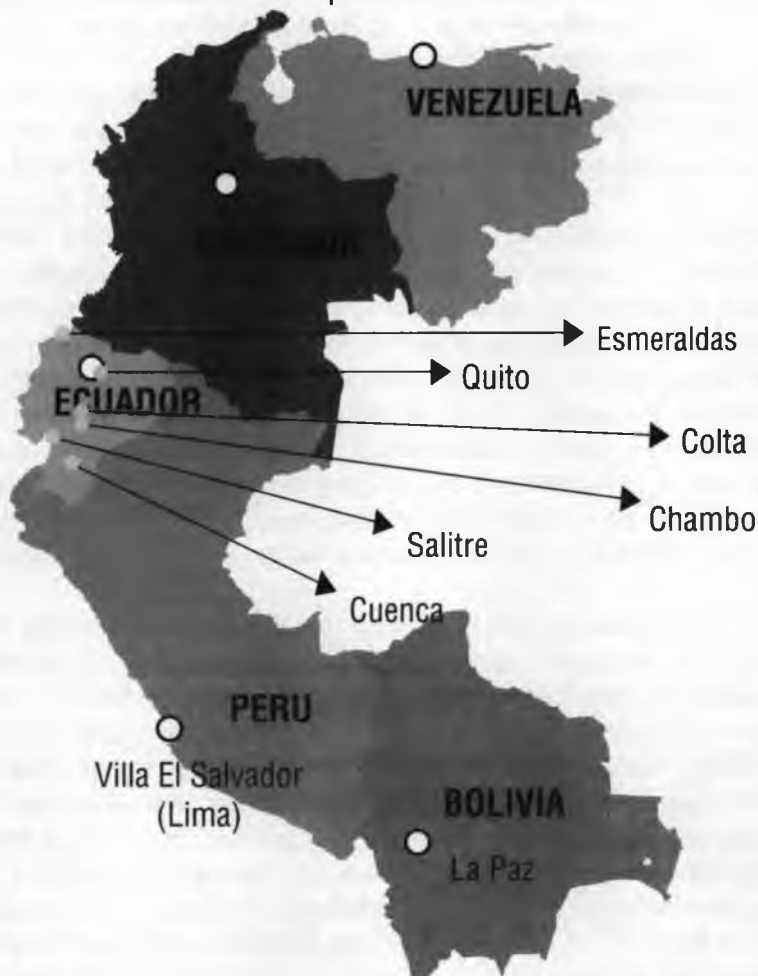 VENEZUELA
Esmeraldas
Quito
ECUADOR
Colta
Chambo
Salitre
Cuenca
PERU
Villa El Salvador
(Lima)
BOLIVIA
La Paz